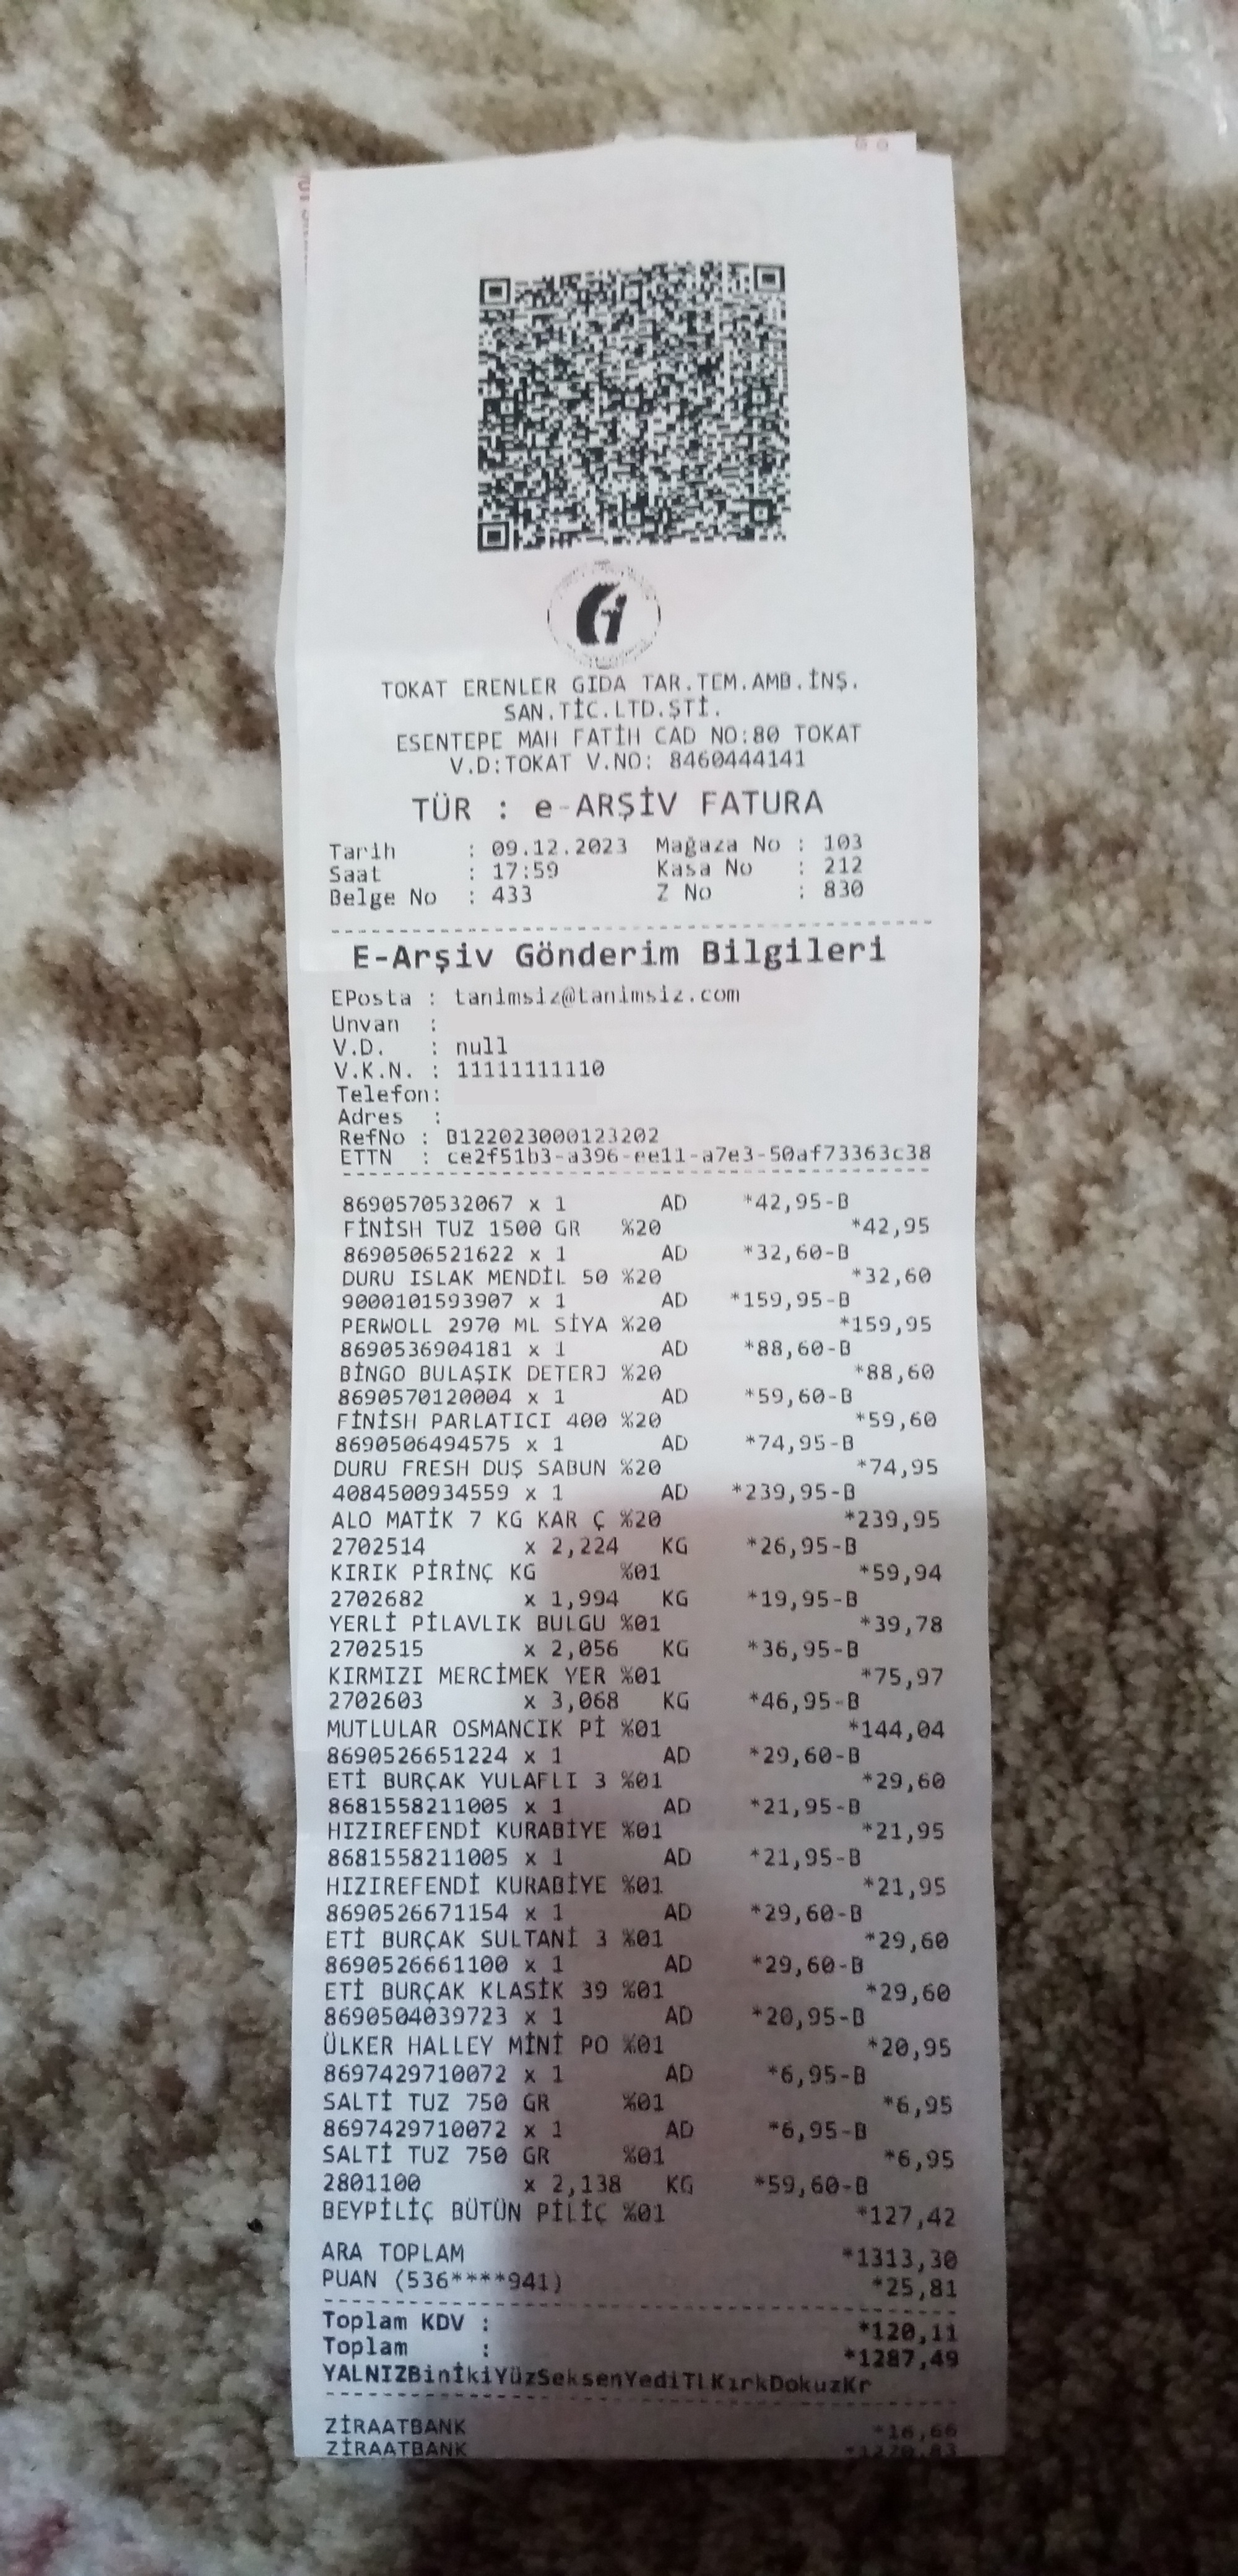 TOKAT ERENLER GIDA TAR.TEM.AMB.İNŞ.
SAN.TİC.LTD.ŞTİ.
ESENTEPE MAH FATİH CAD NO:80 TOKAT
V.D:TOKAT V.NO: 8460444141
TÜR : e-ARŞİV FATURA
Tarih : 09.12.2023 Mağaza No : 103
Saat : 17:59 Kasa No : 212
Belge No : 433 Z No : 830
E-Arşiv Gönderim Bilgileri
EPosta : tanimsiz@tanimsiz.com
Unvan :
V.D. : null
V.K.N. : 11111111110
Telefon:
Adres :
RefNo : B122023000123202
ETTN : ce2f51b3-a396-ee11-a7e3-50af73363c38
8690570532067 x 1 AD *42,95-B
FİNİSH TUZ 1500 GR %20 *42,95
8690506521622 x 1 AD *32,60-B
DURU ISLAK MENDİL 50 %20 *32,60
9000101593907 x 1 AD *159,95-B
PERWOLL 2970 ML SİYA %20 *159,95
8690536904181 x 1 AD *88,60-B
BİNGO BULAŞIK DETERJ %20 *88,60
8690570120004 x 1 AD *59,60-B
FİNİSH PARLATICI 400 %20 *59,60
8690506494575 x 1 AD *74,95-B
DURU FRESH DUŞ SABUN %20 *74,95
4084500934559 x 1 AD *239,95-B
ALO MATİK 7 KG KAR Ç %20 *239,95
2702514 x 2,224 KG *26,95-B
KIRIK PİRİNÇ KG %01 *59,94
2702682 x 1,994 KG *19,95-B
YERLİ PİLAVLIK BULGU %01 *39,78
2702515 x 2,056 KG *36,95-B
KIRMIZI MERCİMEK YER %01 *75,97
2702603 x 3,068 KG *46,95-B
MUTLULAR OSMANCIK Pİ %01 *144,04
8690526651224 x 1 AD *29,60-B
ETİ BURÇAK YULAFLI 3 %01 *29,60
8681558211005 x 1 AD *21,95-B
HIZIREFENDİ KURABİYE %01 *21,95
8681558211005 x 1 AD *21,95-B
HIZIREFENDİ KURABİYE %01 *21,95
8690526671154 x 1 AD *29,60-B
ETİ BURÇAK SULTANİ 3 %01 *29,60
8690526661100 x 1 AD *29,60-B
ETİ BURÇAK KLASİK 39 %01 *29,60
8690504039723 x 1 AD *20,95-B
ÜLKER HALLEY MİNİ PO %01 *20,95
8697429710072 x 1 AD *6,95-B
SALTİ TUZ 750 GR %01 *6,95
8697429710072 x 1 AD *6,95-B
SALTİ TUZ 750 GR %01 *6,95
2801100 x 2,138 KG *59,60-B
BEYPİLİÇ BÜTÜN PİLİÇ %01 *127,42
ARA TOPLAM *1313,30
PUAN (536****941) *25,81
Toplam KDV : *120,11
Toplam : *1287,49
YALNIZBinİkiYüzSeksenYediTLKırkDokuzKr
ZİRAATBANK *16,66
ZİRAATBANK *1270,83